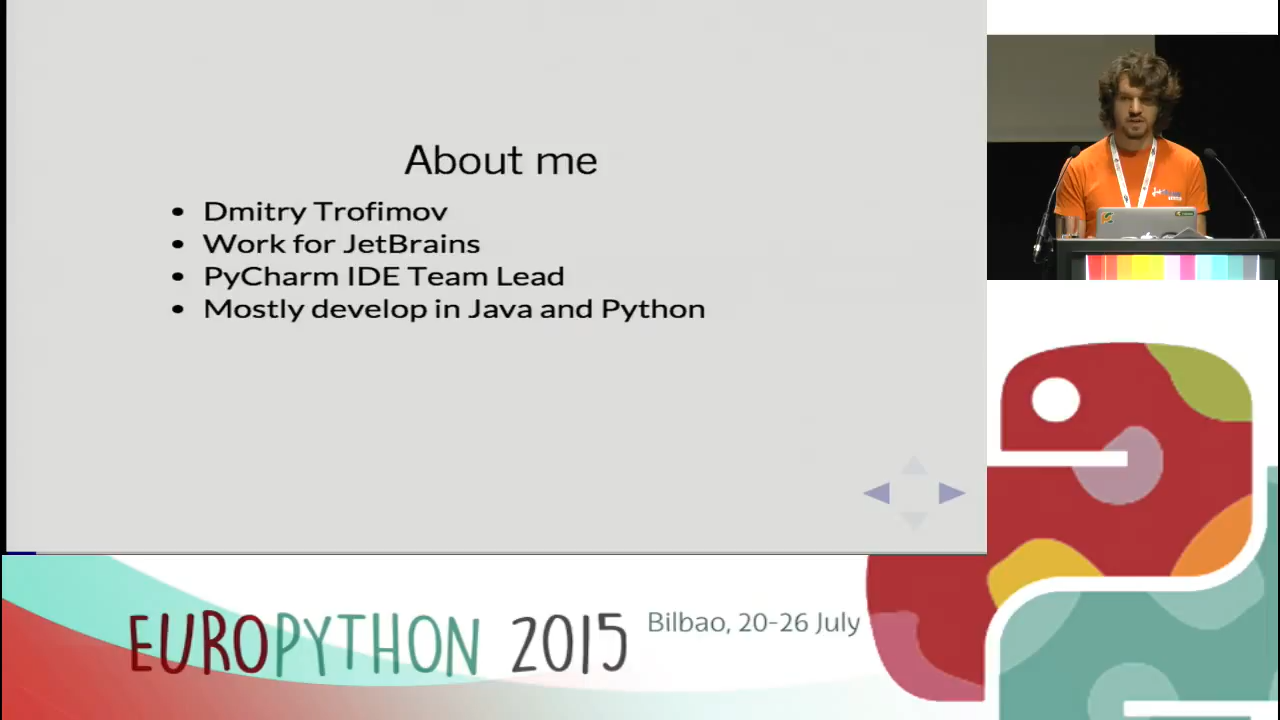 About me
• Dmitry Trofimov
• Work for JetBrains
• PyCharm IDE Team Lead
• Mostly develop in Java and Python
EUROPYTHON 2015
Bilbao, 20-26 July